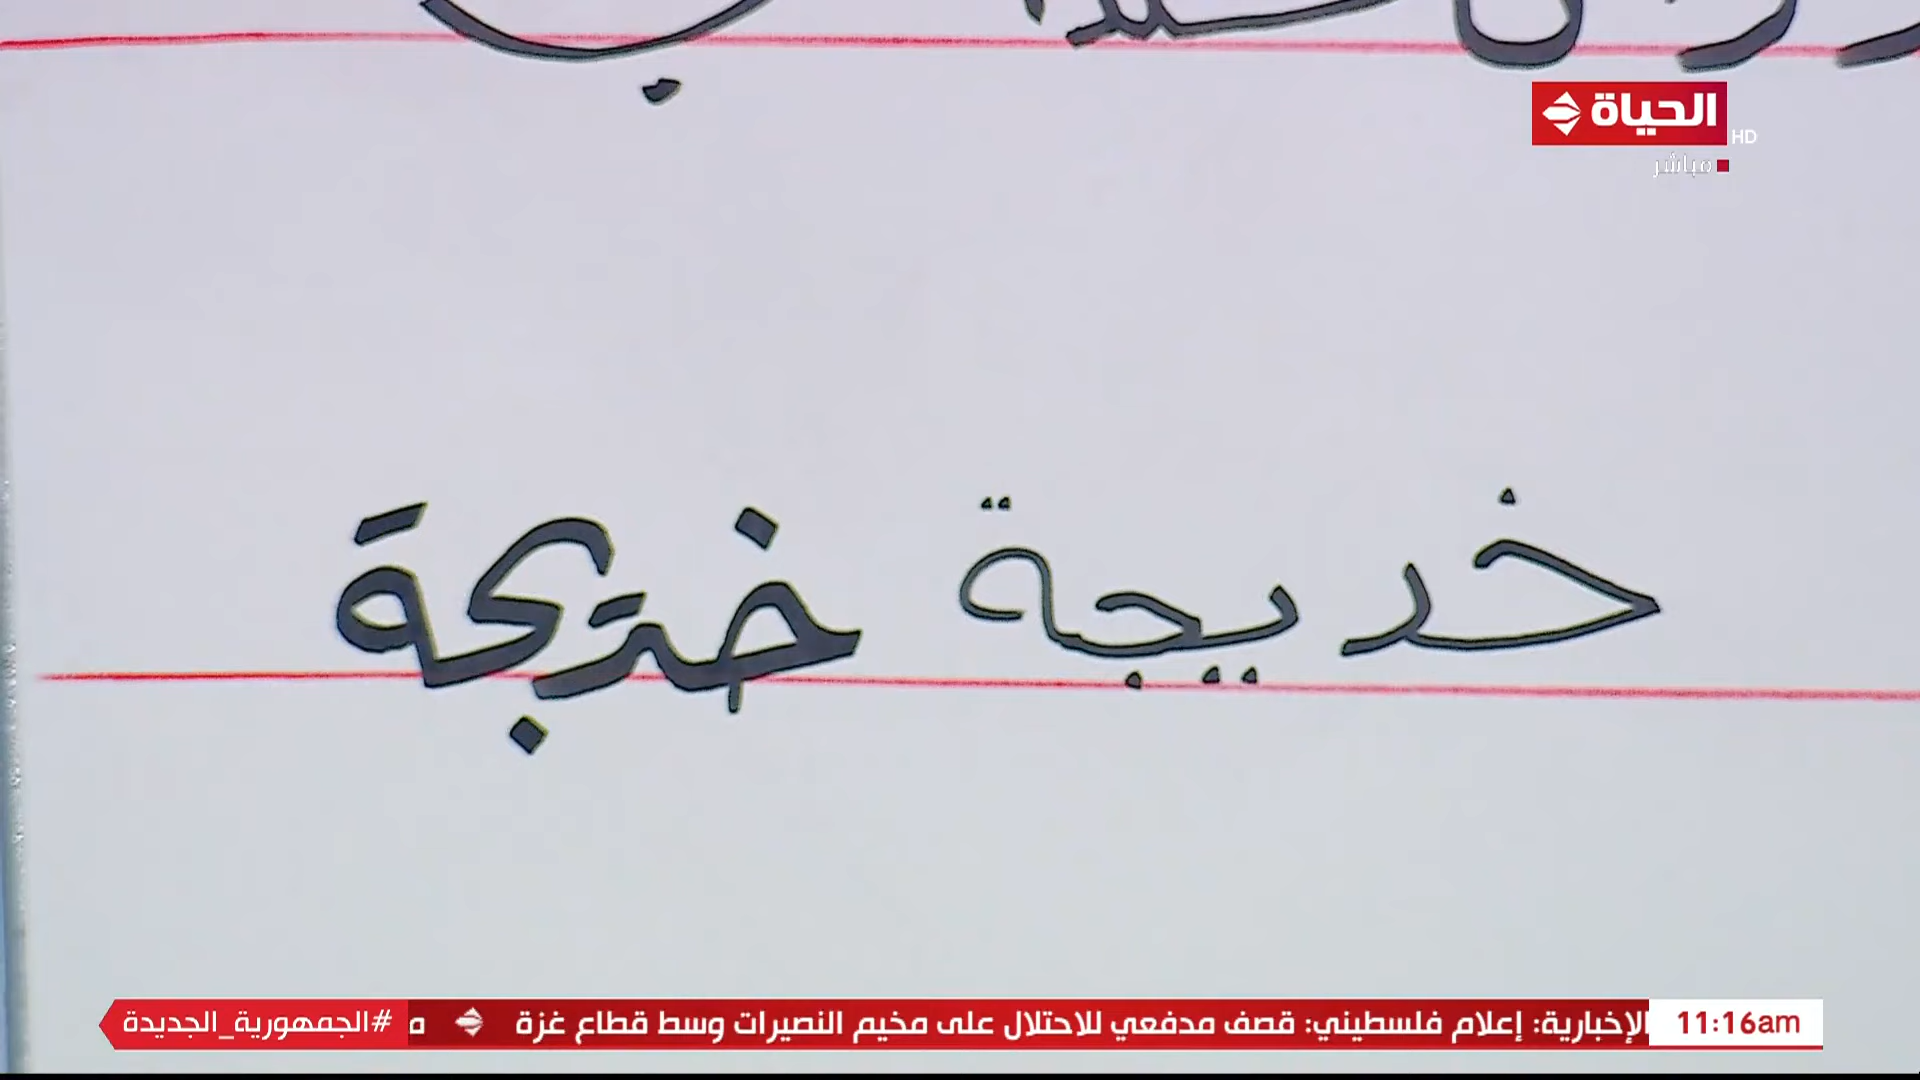 الحياة
HD
مباشر
خديجة خديجة
11:16am
الإخبارية: إعلام فلسطيني: قصف مدفعي للاحتلال على مخيم النصيرات وسط قطاع غزة
#الجمهورية_الجديدة